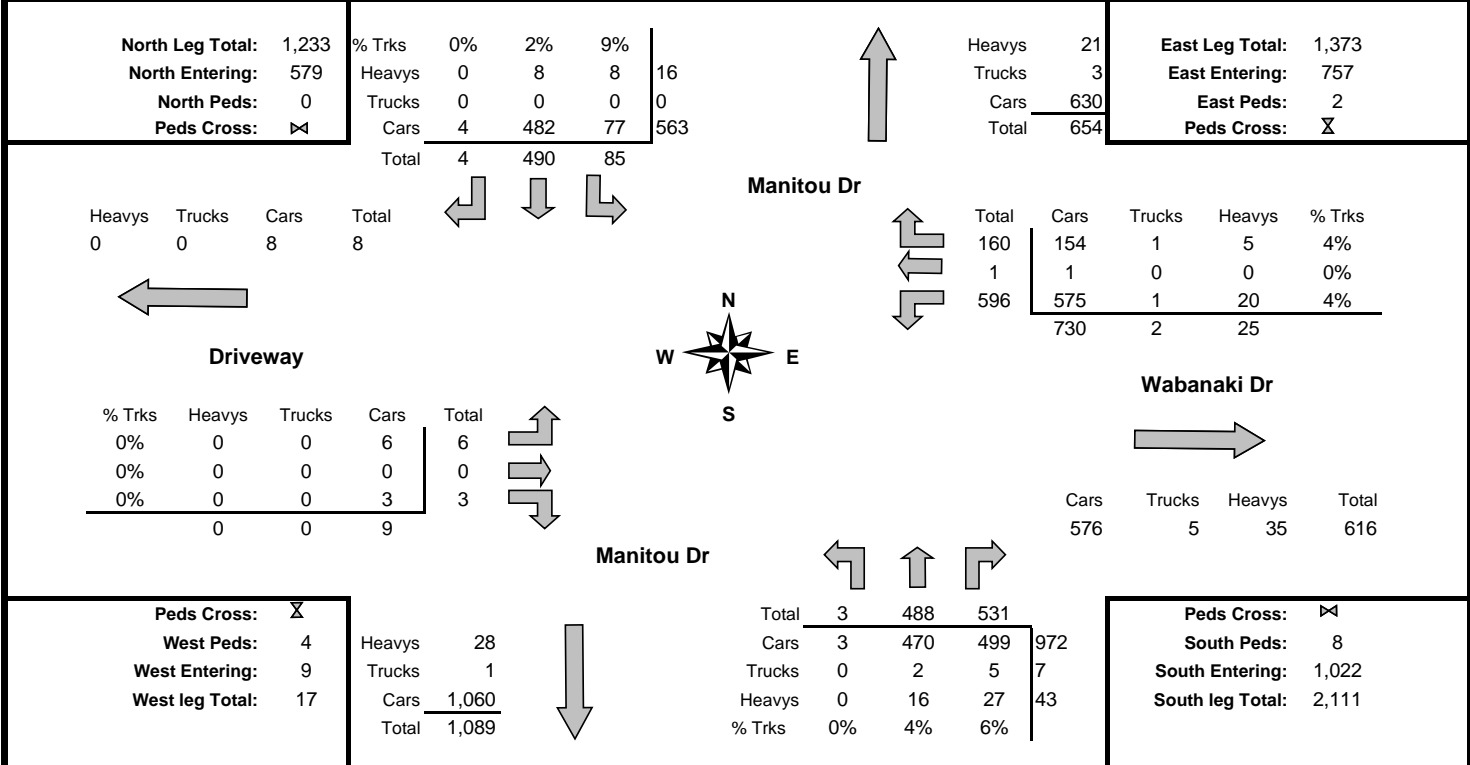 North Leg Total: 1,233
North Entering: 579
North Peds: 0
Peds Cross: ⋈
% Trks 0% 2% 9%
Heavys 0 8 8 16
Trucks 0 0 0 0
Cars 4 482 77 563
Total 4 490 85
Heavys 21
Trucks 3
Cars 630
Total 654
East Leg Total: 1,373
East Entering: 757
East Peds: 2
Peds Cross: ⧖
Manitou Dr
Heavys Trucks Cars Total
0 0 8 8
Total Cars Trucks Heavys % Trks
160 154 1 5 4%
1 1 0 0 0%
596 575 1 20 4%
730 2 25
Driveway
N
W E
S
Wabanaki Dr
% Trks Heavys Trucks Cars Total
0% 0 0 6 6
0% 0 0 0 0
0% 0 0 3 3
0 0 9
Cars Trucks Heavys Total
576 5 35 616
Manitou Dr
Peds Cross: ⧖
West Peds: 4
West Entering: 9
West leg Total: 17
Heavys 28
Trucks 1
Cars 1,060
Total 1,089
Total 3 488 531
Cars 3 470 499 972
Trucks 0 2 5 7
Heavys 0 16 27 43
% Trks 0% 4% 6%
Peds Cross: ⋈
South Peds: 8
South Entering: 1,022
South leg Total: 2,111